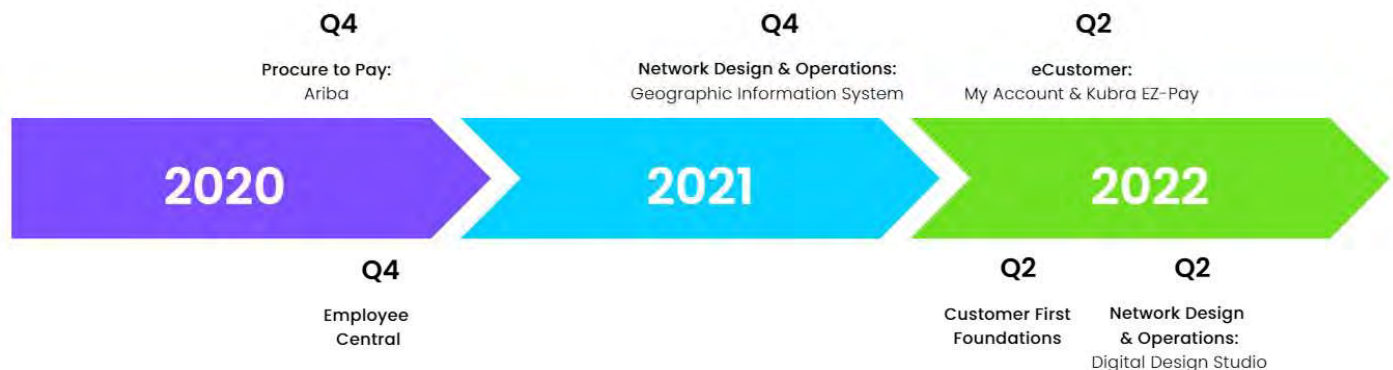 Q4
Procure to Pay:
Ariba
Q4
Network Design & Operations:
Geographic Information System
Q2
eCustomer:
My Account & Kubra EZ-Pay
2020
2021
2022
Q4
Employee
Central
Q2
Customer First
Foundations
Q2
Network Design
& Operations:
Digital Design Studio